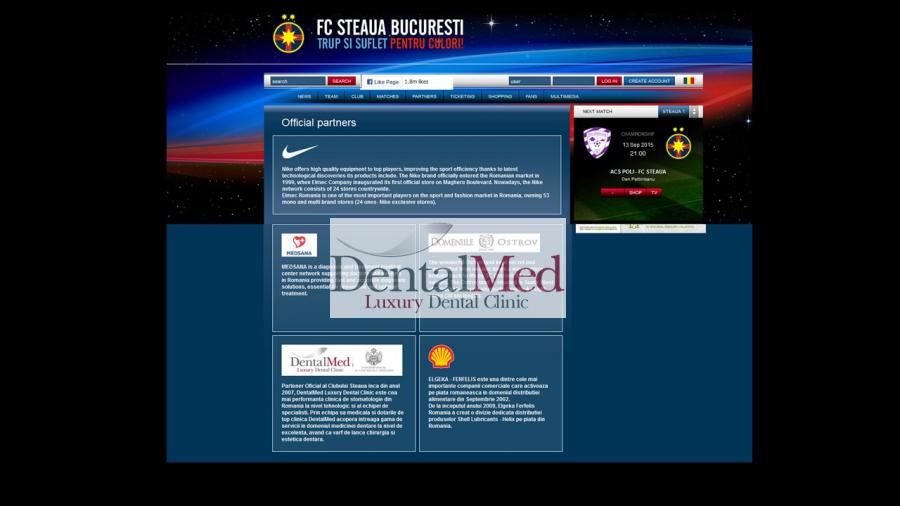 FC STEAUA BUCURESTI
TRUP SI SUFLET PENTRU CULORI!
search SEARCH Like Page 1.8m likes user LOG IN CREATE ACCOUNT
NEWS TEAM CLUB MATCHES PARTNERS TICKETING SHOPPING FANS MULTIMEDIA
Official partners
Nike offers high quality equipment to top players, improving the sport efficiency thanks to latest
technological discoveries its products include. The Nike brand officially entered the Romanian market in
1999, when Elmec Company inaugurated its first official store on Magheru Boulevard. Nowadays, the Nike
network consists of 24 stores countrywide.
Elmec Romania is one of the most important players on the sport and fashion market in Romania, owning 53
mono and multi brand stores (24 ones- Nike exclusive stores).
NEXT MATCH STEAUA 1
CHAMPIONSHIP
13 Sep 2015
21:00
ACS POLI - FC STEAUA
Dan Paltinisanu
SHOP TV
MEDSANA
MEDSANA is a
center network
in Romania providing
solutions,
treatment.
DOMENIILE OSTROV
DentalMed
Luxury Dental Clinic
DentalMed
Luxury Dental Clinic
Partener Oficial al Clubului Steaua inca din anul
2007, DentalMed Luxury Dental Clinic este cea
mai performanta clinica de stomatologie din
Romania la nivel tehnologic si al echipei de
specialisti. Prin echipa sa medicala si dotarile de
top clinica DentalMed acopera intreaga gama de
servicii in domeniul medicinei dentare la nivel de
excelenta, avand ca varf de lance chirurgia si
estetica dentara.
ELGEKA - FERFELIS este una dintre cele mai
importante companii comerciale care activeaza
pe piata romaneasca in domeniul distributiei
alimentare din Septembrie 2002.
De la inceputul anului 2009, Elgeka Ferfelis
Romania a creat o divizie dedicata distributiei
produselor Shell Lubricants - Helix pe piata din
Romania.